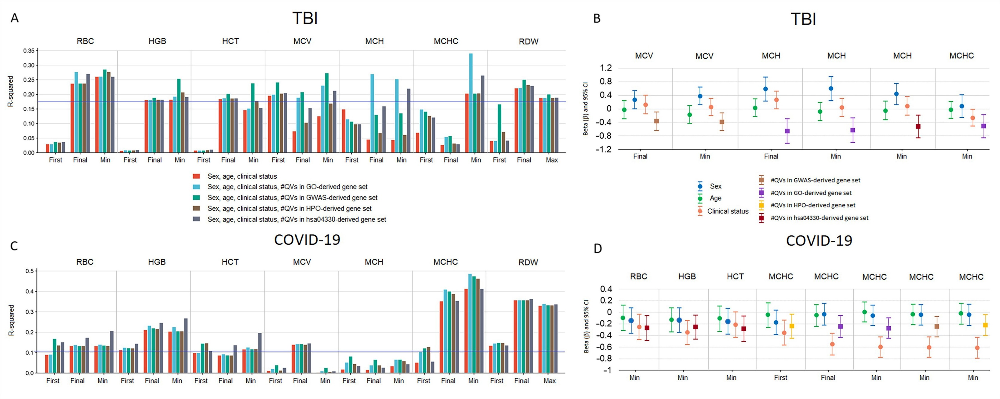 A
TBI
RBC HGB HCT MCV MCH MCHC RDW
R-squared
0.35
0.30
0.25
0.20
0.15
0.10
0.05
0.00
First Final Min First Final Min First Final Min First Final Min First Final Min First Final Min First Final Max
Sex, age, clinical status
Sex, age, clinical status, #QVs in GO-derived gene set
Sex, age, clinical status, #QVs in GWAS-derived gene set
Sex, age, clinical status, #QVs in HPO-derived gene set
Sex, age, clinical status, #QVs in hsa04330-derived gene set
B
TBI
MCV MCV MCH MCH MCH MCHC
Beta (β) and 95% CI
1.2
0.8
0.4
0
−0.4
−0.8
−1.2
Final Min Final Min Min Min
Sex
Age
Clinical status
#QVs in GWAS-derived gene set
#QVs in GO-derived gene set
#QVs in HPO-derived gene set
#QVs in hsa04330-derived gene set
C
COVID-19
RBC HGB HCT MCV MCH MCHC RDW
R-squared
0.5
0.4
0.3
0.2
0.1
0.0
First Final Min First Final Min First Final Min First Final Min First Final Min First Final Min First Final Max
D
COVID-19
RBC HGB HCT MCHC MCHC MCHC MCHC MCHC
Beta (β) and 95% CI
0.4
0.2
0
−0.2
−0.4
−0.6
−0.8
−1
Min Min Min First Final Min Min Min